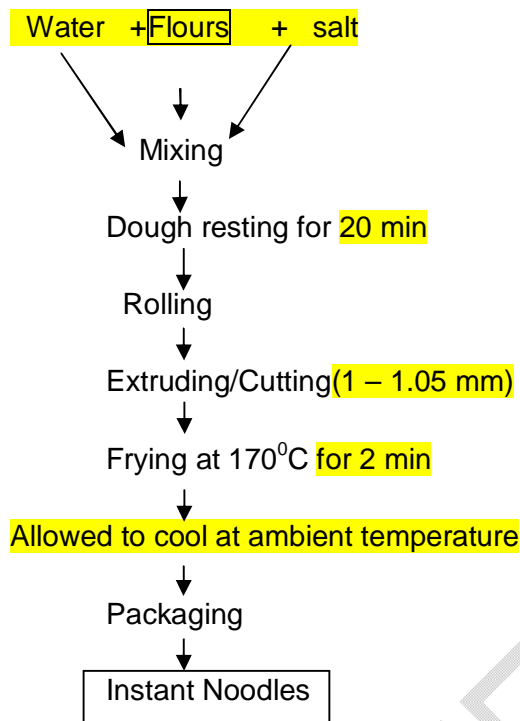 Water +Flours + salt
Mixing
Dough resting for 20 min
Rolling
Extruding/Cutting(1 – 1.05 mm)
Frying at 170⁰C for 2 min
Allowed to cool at ambient temperature
Packaging
Instant Noodles